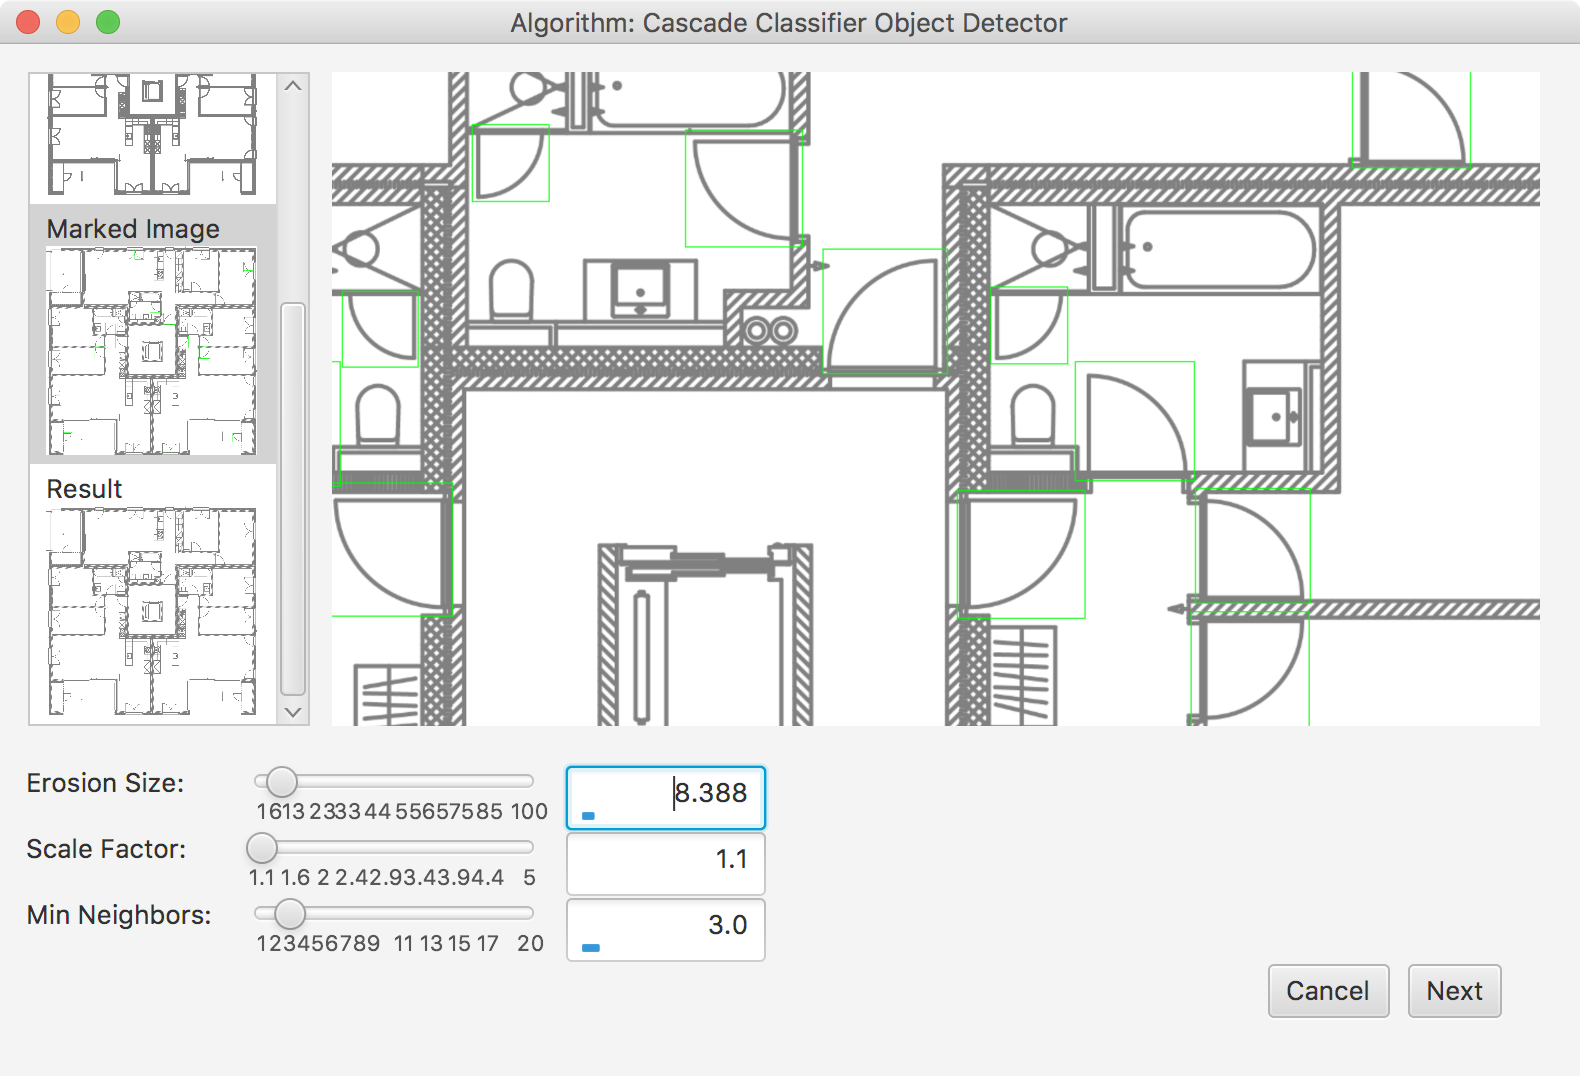 Algorithm: Cascade Classifier Object Detector
Marked Image
Result
Erosion Size:
8.388
1613 2333 44 55657585 100
Scale Factor:
1.1
1.1 1.6 2 2.42.93.43.94.4 5
Min Neighbors:
3.0
123456789 11 13 15 17 20
Cancel Next